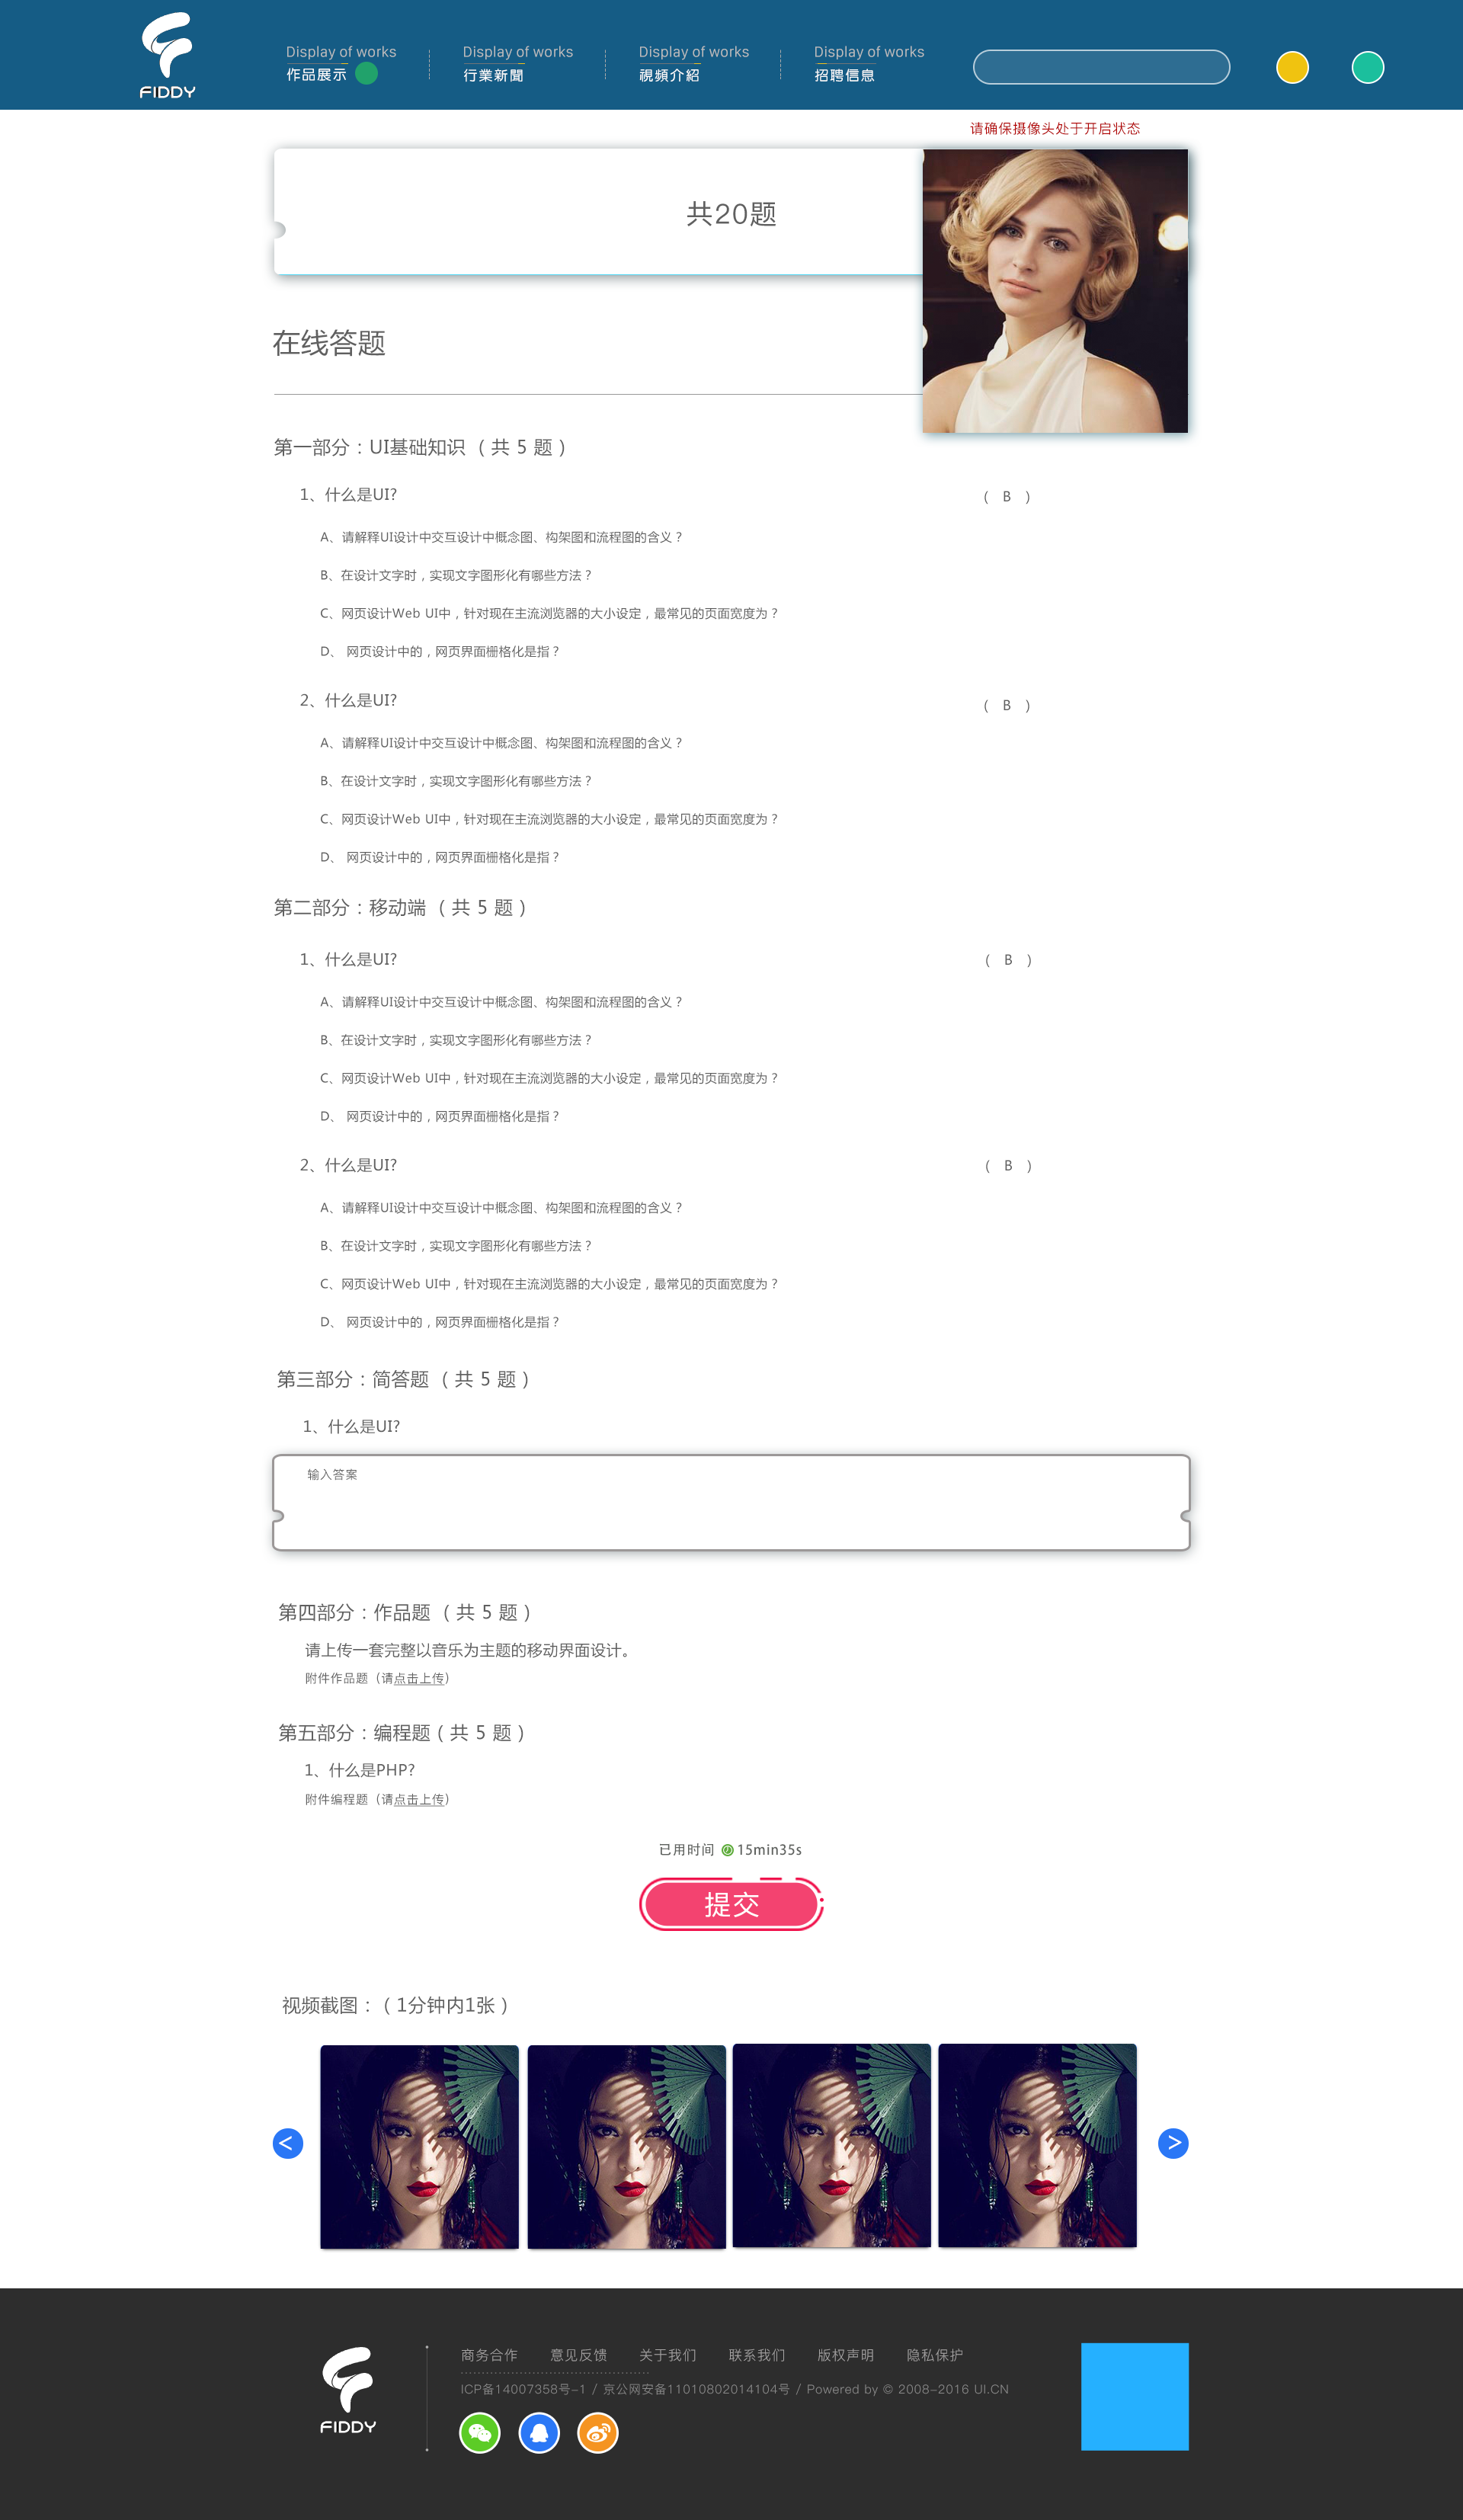 FIDDY
Display of works
作品展示
Display of works
行業新聞
Display of works
視頻介紹
Display of works
招聘信息
请确保摄像头处于开启状态
共20题
在线答题
第一部分：UI基础知识（共 5 题）
1、什么是UI?
( B )
A、请解释UI设计中交互设计中概念图、构架图和流程图的含义？
B、在设计文字时，实现文字图形化有哪些方法？
C、网页设计Web UI中，针对现在主流浏览器的大小设定，最常见的页面宽度为？
D、 网页设计中的，网页界面栅格化是指？
2、什么是UI?
( B )
A、请解释UI设计中交互设计中概念图、构架图和流程图的含义？
B、在设计文字时，实现文字图形化有哪些方法？
C、网页设计Web UI中，针对现在主流浏览器的大小设定，最常见的页面宽度为？
D、 网页设计中的，网页界面栅格化是指？
第二部分：移动端（共 5 题）
1、什么是UI?
( B )
A、请解释UI设计中交互设计中概念图、构架图和流程图的含义？
B、在设计文字时，实现文字图形化有哪些方法？
C、网页设计Web UI中，针对现在主流浏览器的大小设定，最常见的页面宽度为？
D、 网页设计中的，网页界面栅格化是指？
2、什么是UI?
( B )
A、请解释UI设计中交互设计中概念图、构架图和流程图的含义？
B、在设计文字时，实现文字图形化有哪些方法？
C、网页设计Web UI中，针对现在主流浏览器的大小设定，最常见的页面宽度为？
D、 网页设计中的，网页界面栅格化是指？
第三部分：简答题（共 5 题）
1、什么是UI?
输入答案
第四部分：作品题（共 5 题）
请上传一套完整以音乐为主题的移动界面设计。
附件作品题（请点击上传）
第五部分：编程题（共 5 题）
1、什么是PHP?
附件编程题（请点击上传）
已用时间 15min35s
提交
视频截图：（1分钟内1张）
< >
FIDDY
商务合作 意见反馈 关于我们 联系我们 版权声明 隐私保护
ICP备14007358号-1 / 京公网安备11010802014104号 / Powered by © 2008-2016 UI.CN